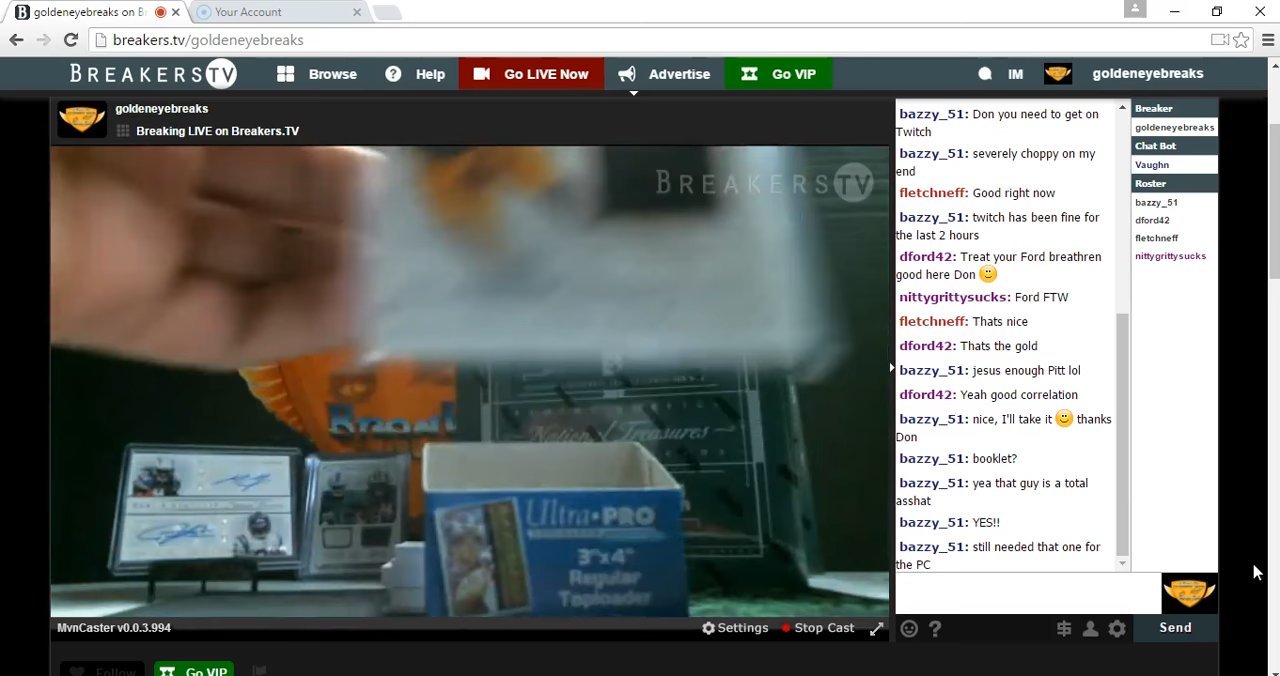 goldeneyebreaks on B
Your Account
breakers.tv/goldeneyebreaks
BREAKERSTV
Browse
Help
Go LIVE Now
Advertise
Go VIP
IM
goldeneyebreaks
goldeneyebreaks
Breaking LIVE on Breakers.TV
BREAKERSTV
National Treasures
Ultra·PRO
3"x4"
Regular
Toploader
MvnCaster v0.0.3.994
Settings
Stop Cast
Follow
Go VIP
bazzy_51: Don you need to get on
Twitch
bazzy_51: severely choppy on my
end
fletchneff: Good right now
bazzy_51: twitch has been fine for
the last 2 hours
dford42: Treat your Ford breathren
good here Don
nittygrittysucks: Ford FTW
fletchneff: Thats nice
dford42: Thats the gold
bazzy_51: jesus enough Pitt lol
dford42: Yeah good correlation
bazzy_51: nice, I'll take it thanks
Don
bazzy_51: booklet?
bazzy_51: yea that guy is a total
asshat
bazzy_51: YES!!
bazzy_51: still needed that one for
the PC
Send
Breaker
goldeneyebreaks
Chat Bot
Vaughn
Roster
bazzy_51
dford42
fletchneff
nittygrittysucks